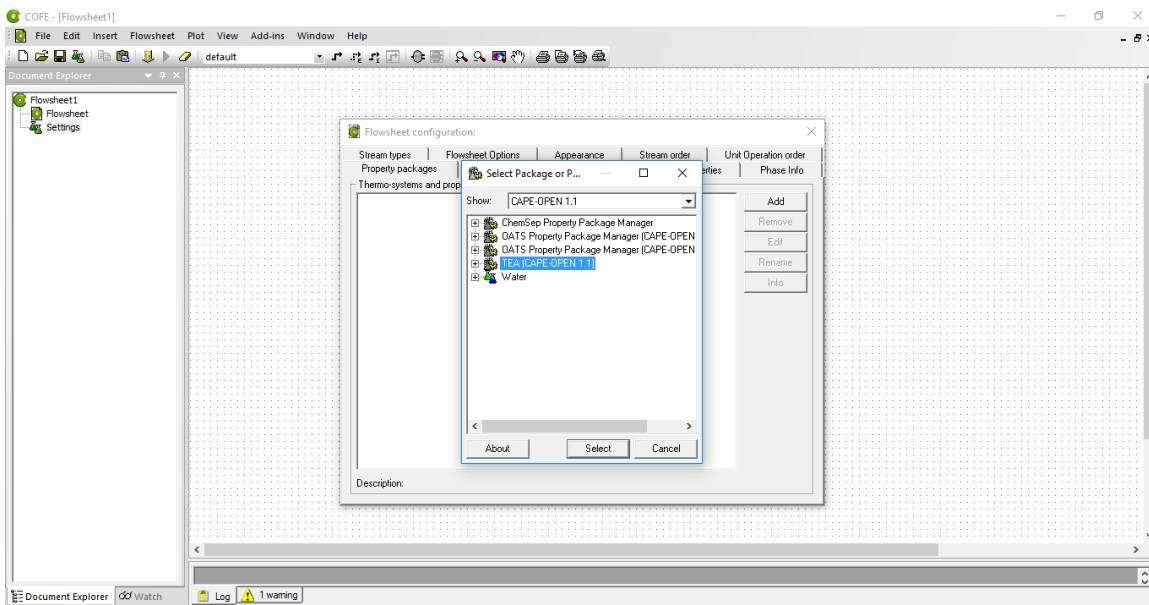 COFE - [Flowsheet1]
File Edit Insert Flowsheet Plot View Add-ins Window Help
default
Document Explorer
Flowsheet1
Flowsheet
Settings
Flowsheet configuration:
Stream types Flowsheet Options Appearance Stream order Unit Operation order
Property packages Phase Info
Thermo-systems and prop
Select Package or P...
Show: CAPE-OPEN 1.1
ChemSep Property Package Manager
OATS Property Package Manager (CAPE-OPEN
OATS Property Package Manager (CAPE-OPEN
TEA (CAPE-OPEN 1.1)
Water
About Select Cancel
Add
Remove
Edit
Rename
Info
Description:
Document Explorer Watch
Log 1 warning